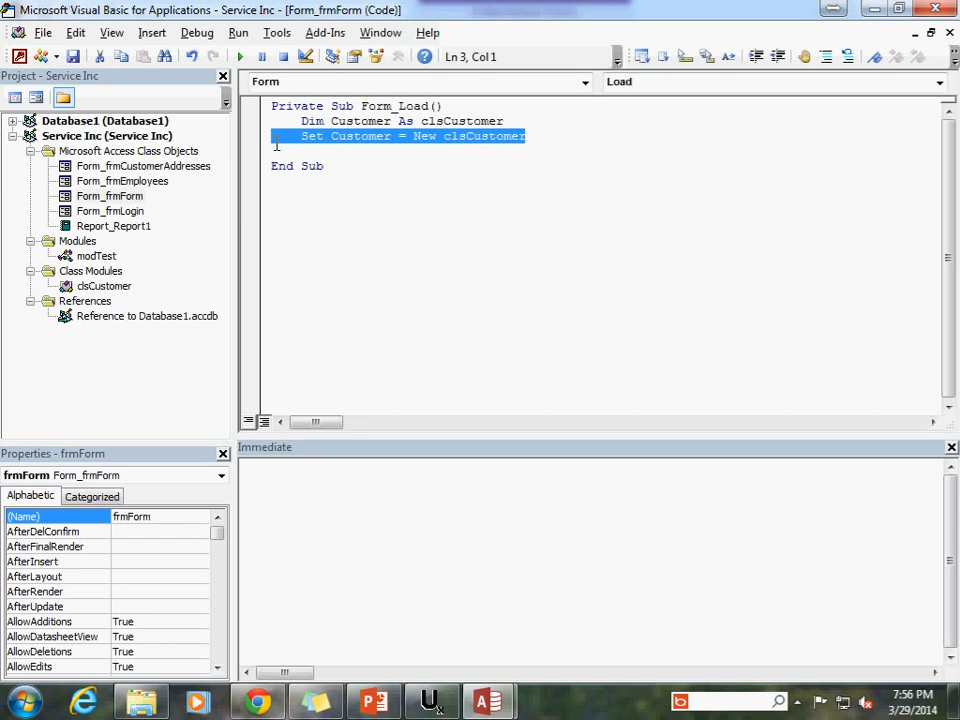 Microsoft Visual Basic for Applications - Service Inc - [Form_frmForm (Code)]
File Edit View Insert Debug Run Tools Add-Ins Window Help
Ln 3, Col 1
Project - Service Inc
Form
Load
Database1 (Database1)
Service Inc (Service Inc)
Microsoft Access Class Objects
Form_frmCustomerAddresses
Form_frmEmployees
Form_frmForm
Form_frmLogin
Report_Report1
Modules
modTest
Class Modules
clsCustomer
References
Reference to Database1.accdb
Private Sub Form_Load()
Dim Customer As clsCustomer
Set Customer = New clsCustomer
End Sub
Properties - frmForm
frmForm Form_frmForm
Alphabetic Categorized
(Name) frmForm
AfterDelConfirm
AfterFinalRender
AfterInsert
AfterLayout
AfterRender
AfterUpdate
AllowAdditions True
AllowDatasheetView True
AllowDeletions True
AllowEdits True
Immediate
7:56 PM
3/29/2014